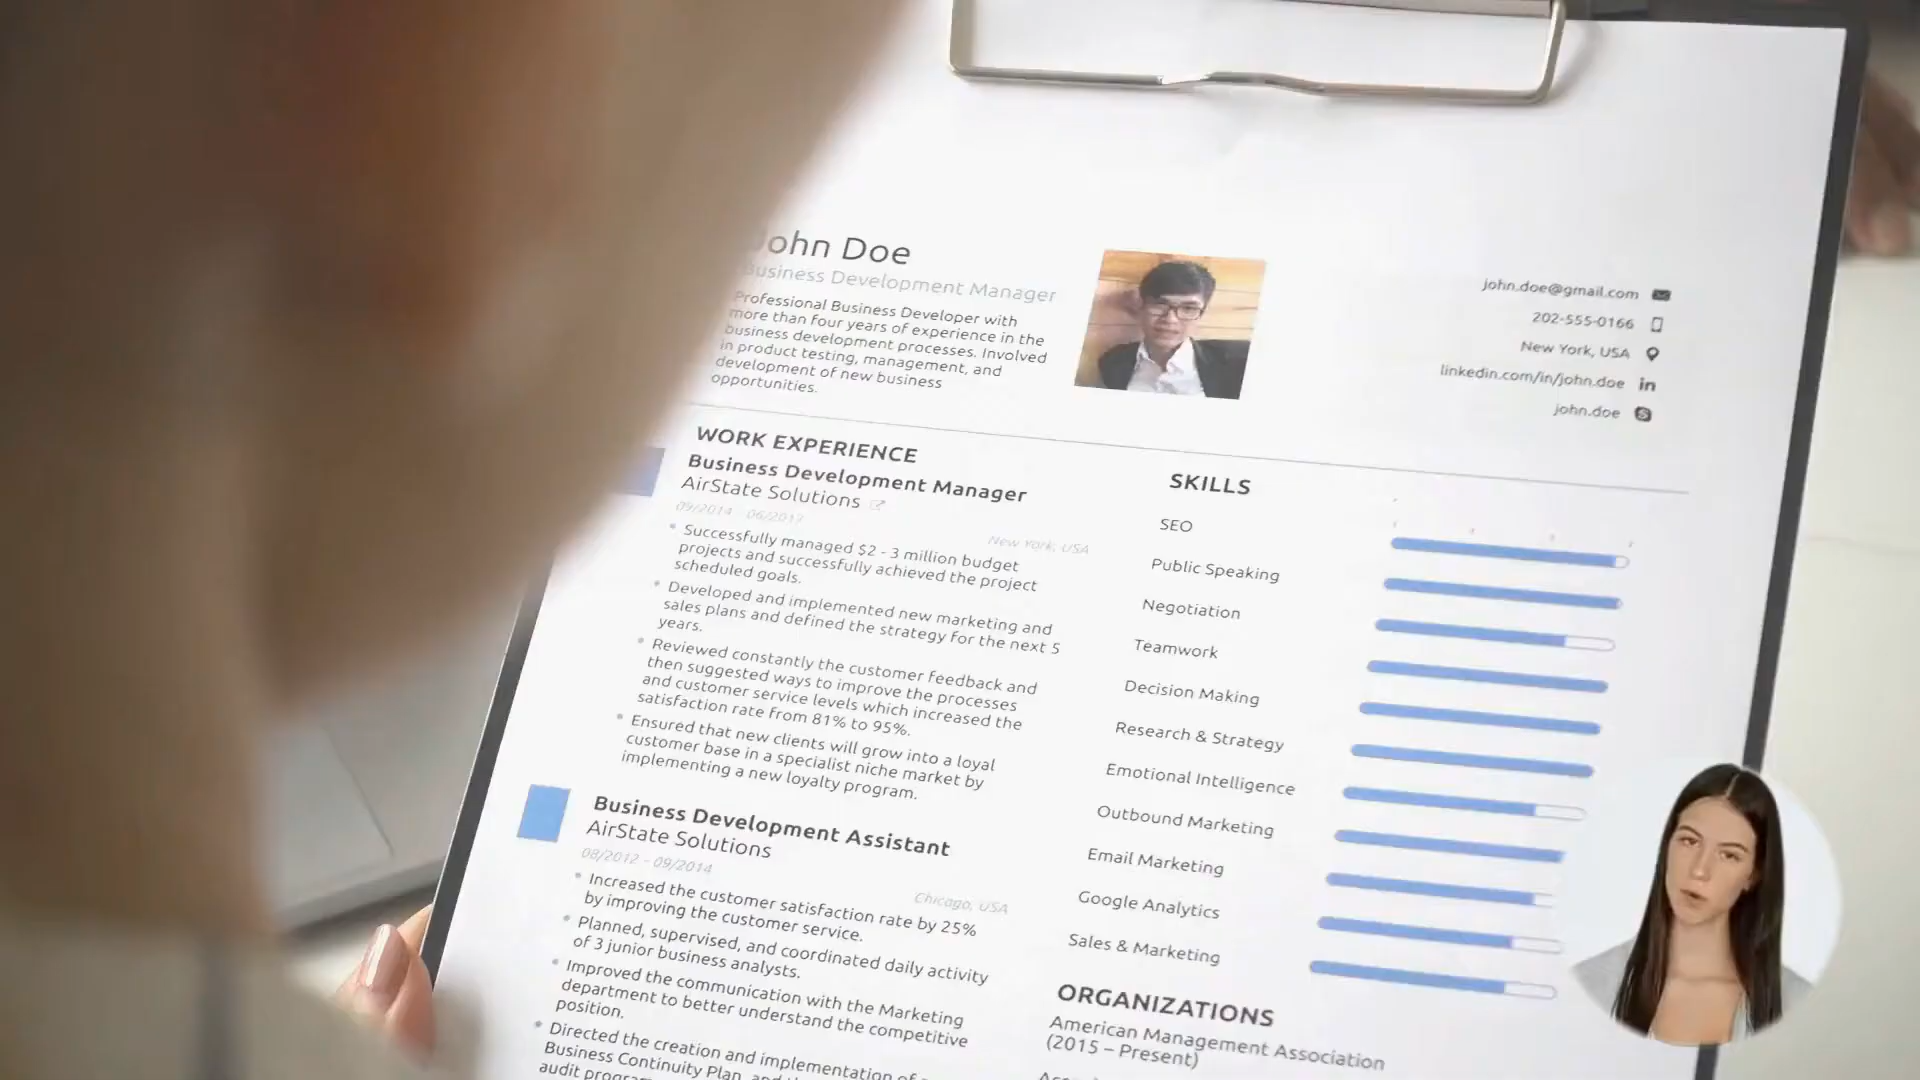 John Doe
Business Development Manager
Professional Business Developer with
more than four years of experience in the
business development processes. Involved
in product testing, management, and
development of new business
opportunities.
john.doe@gmail.com
202-555-0166
New York, USA
linkedin.com/in/john.doe
in
john.doe
S
WORK EXPERIENCE
Business Development Manager
AirState Solutions
09/2014 - 06/2017
New York, USA
Successfully managed $2 - 3 million budget
projects and successfully achieved the project
scheduled goals.
Developed and implemented new marketing and
sales plans and defined the strategy for the next 5
years.
Reviewed constantly the customer feedback and
then suggested ways to improve the processes
and customer service levels which increased the
satisfaction rate from 81% to 95%.
Ensured that new clients will grow into a loyal
customer base in a specialist niche market by
implementing a new loyalty program.
Business Development Assistant
AirState Solutions
08/2012 - 09/2014
Chicago, USA
Increased the customer satisfaction rate by 25%
by improving the customer service.
Planned, supervised, and coordinated daily activity
of 3 junior business analysts.
Improved the communication with the Marketing
department to better understand the competitive
position.
Directed the creation and implementation of
Business Continuity Plan, and
audit
SKILLS
SEO
Public Speaking
Negotiation
Teamwork
Decision Making
Research & Strategy
Emotional Intelligence
Outbound Marketing
Email Marketing
Google Analytics
Sales & Marketing
ORGANIZATIONS
American Management Association
(2015 – Present)